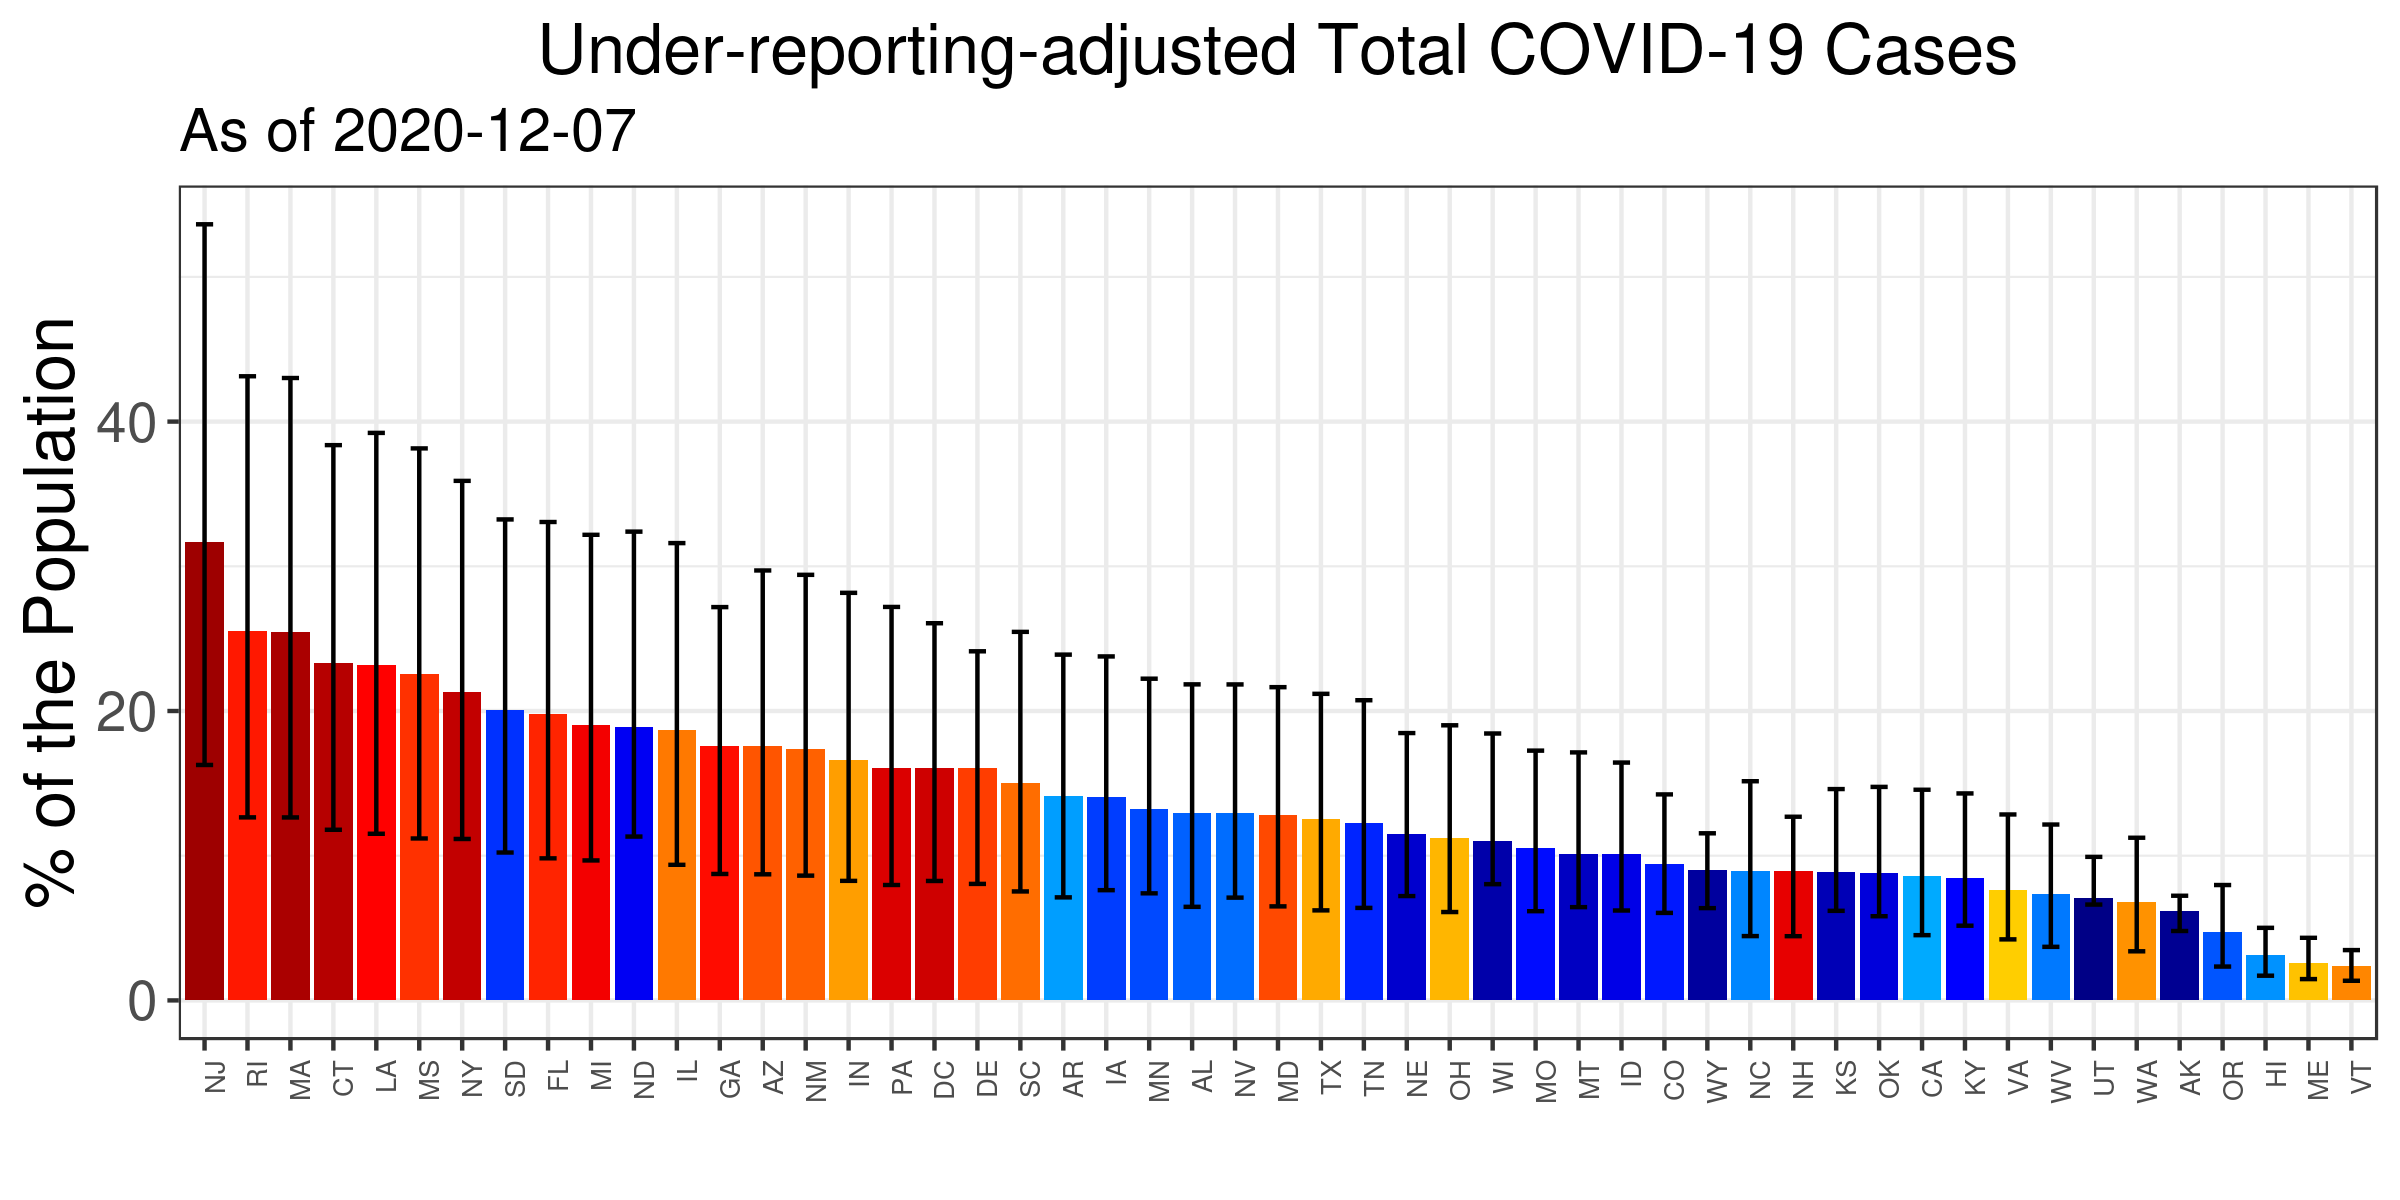 Under-reporting-adjusted Total COVID-19 Cases
As of 2020-12-07
% of the Population
40
20
0
NJ RI MA CT LA MS NY SD FL MI ND IL GA AZ NM IN PA DC DE SC AR IA MN AL NV MD TX TN NE OH WI MO MT ID CO WY NC NH KS OK CA KY VA WV UT WA AK OR HI ME VT